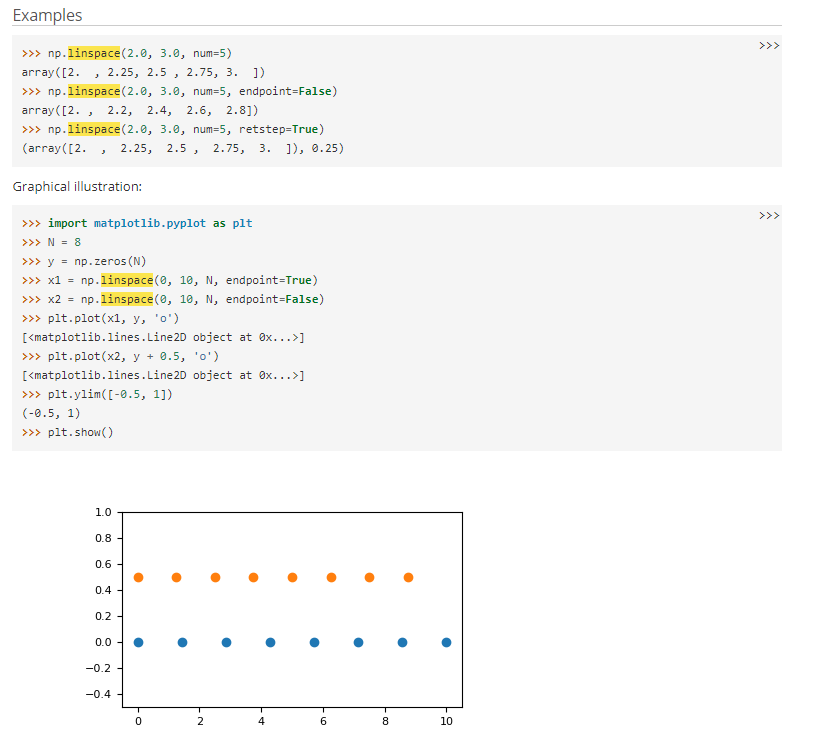 Examples
>>>
>>> np.linspace(2.0, 3.0, num=5)
array([2.  , 2.25, 2.5 , 2.75, 3.  ])
>>> np.linspace(2.0, 3.0, num=5, endpoint=False)
array([2. ,  2.2,  2.4,  2.6,  2.8])
>>> np.linspace(2.0, 3.0, num=5, retstep=True)
(array([2.  ,  2.25,  2.5 ,  2.75,  3.  ]), 0.25)
Graphical illustration:
>>>
>>> import matplotlib.pyplot as plt
>>> N = 8
>>> y = np.zeros(N)
>>> x1 = np.linspace(0, 10, N, endpoint=True)
>>> x2 = np.linspace(0, 10, N, endpoint=False)
>>> plt.plot(x1, y, 'o')
[<matplotlib.lines.Line2D object at 0x...>]
>>> plt.plot(x2, y + 0.5, 'o')
[<matplotlib.lines.Line2D object at 0x...>]
>>> plt.ylim([-0.5, 1])
(-0.5, 1)
>>> plt.show()
1.0
0.8
0.6
0.4
0.2
0.0
−0.2
−0.4
0 2 4 6 8 10